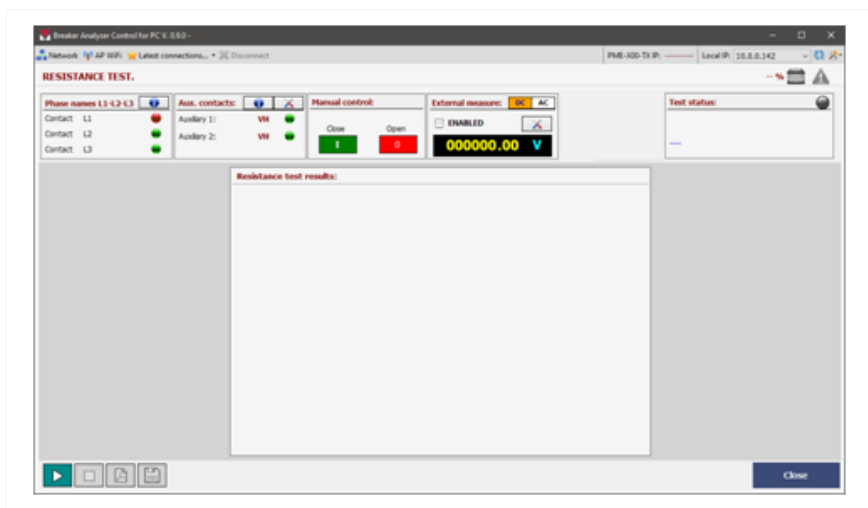 Breaker Analyzer Control for PC V. 0.9.0 -
Network AP WiFi Latest connections... Disconnect PME-X00-TX IP: --------- Local IP: 10.0.0.142
RESISTANCE TEST.
-- %
Phase names L1-L2-L3
Contact L1
Contact L2
Contact L3
Aux. contacts:
Auxiliary 1: VH
Auxiliary 2: VH
Manual control:
Close Open
I 0
External measure: DC AC
ENABLED
000000.00 V
Test status:
Resistance test results:
Close